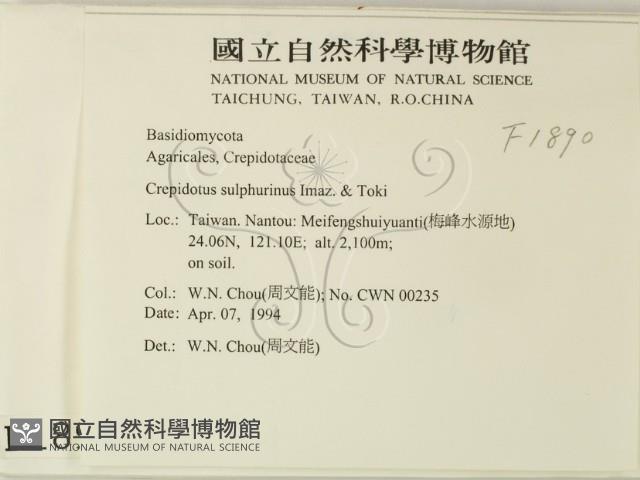 國立自然科學博物館
NATIONAL MUSEUM OF NATURAL SCIENCE
TAICHUNG, TAIWAN, R.O.CHINA
F1890
Basidiomycota
Agaricales, Crepidotaceae
Crepidotus sulphurinus Imaz. & Toki
Loc.: Taiwan. Nantou: Meifengshuiyuanti(梅峰水源地)
24.06N, 121.10E; alt. 2,100m;
on soil.
Col.: W.N. Chou(周文能); No. CWN 00235
Date: Apr. 07, 1994
Det.: W.N. Chou(周文能)
國立自然科學博物館
NATIONAL MUSEUM OF NATURAL SCIENCE